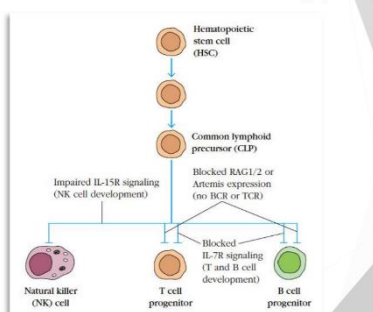 Hematopoietic
stem cell
(HSC)
Common lymphoid
precursor (CLP)
Impaired IL-15R signaling
(NK cell development)
Blocked RAG1/2 or
Artemis expression
(no BCR or TCR)
Blocked
IL-7R signaling
(T and B cell
development)
Natural killer
(NK) cell
T cell
progenitor
B cell
progenitor